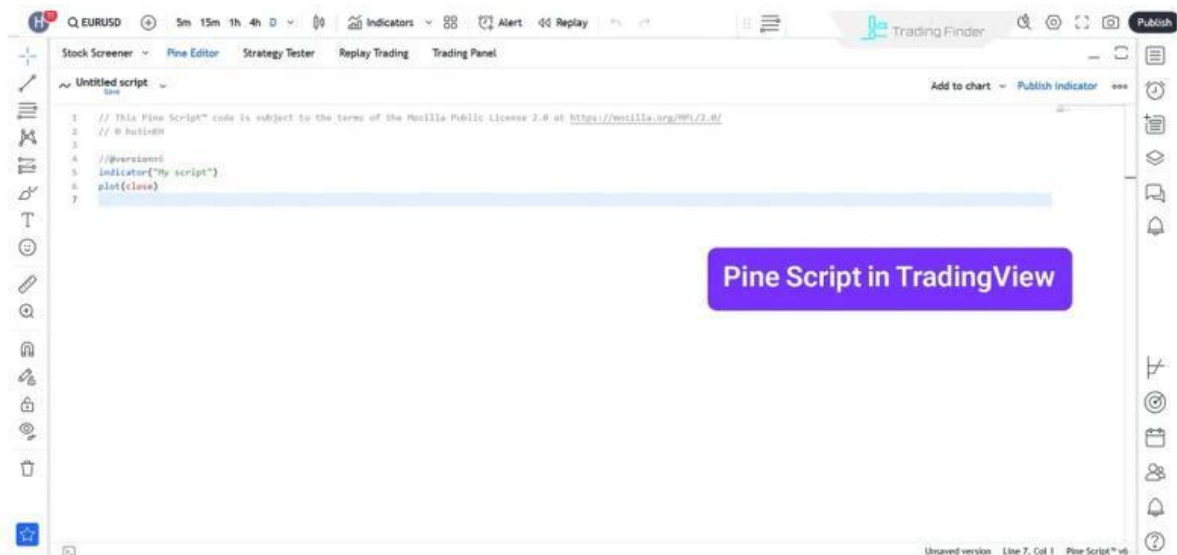 H 11 EURUSD 5m 15m 1h 4h D Indicators Alert Replay Trading Finder Publish
Stock Screener Pine Editor Strategy Tester Replay Trading Trading Panel
Untitled script Add to chart Publish indicator
Save
1 // This Pine Script™ code is subject to the terms of the Mozilla Public License 2.0 at https://mozilla.org/MPL/2.0/
2 //
3
4 //@version=6
5 indicator("My script")
6 plot(close)
7
Pine Script in TradingView
Unsaved version Line 7, Col 1 Pine Script™ v6